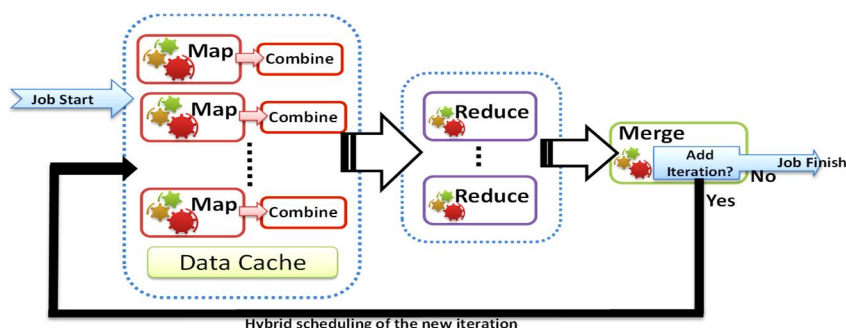 Map
Combine
Job Start
Map
Combine
Map
Combine
Data Cache
Reduce
Reduce
Merge
Add
Iteration?
Job Finish
No
Yes
Hybrid scheduling of the new iteration